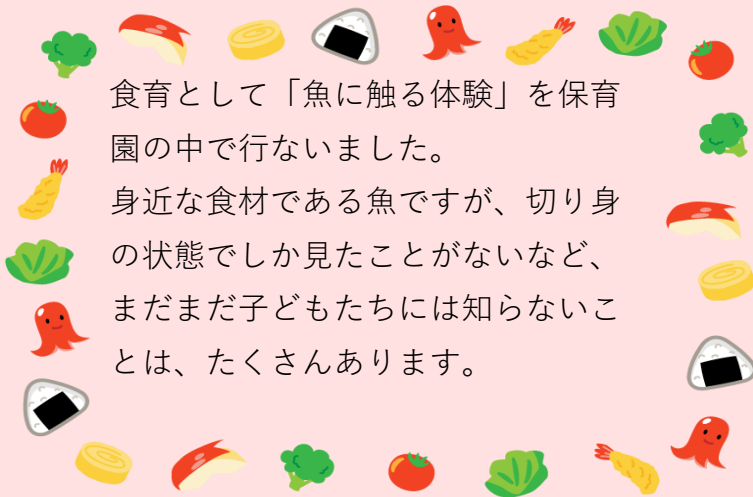 食育として「魚に触る体験」を保育
園の中で行ないました。
身近な食材である魚ですが、切り身
の状態でしか見たことがないなど、
まだまだ子どもたちには知らないこ
とは、たくさんあります。